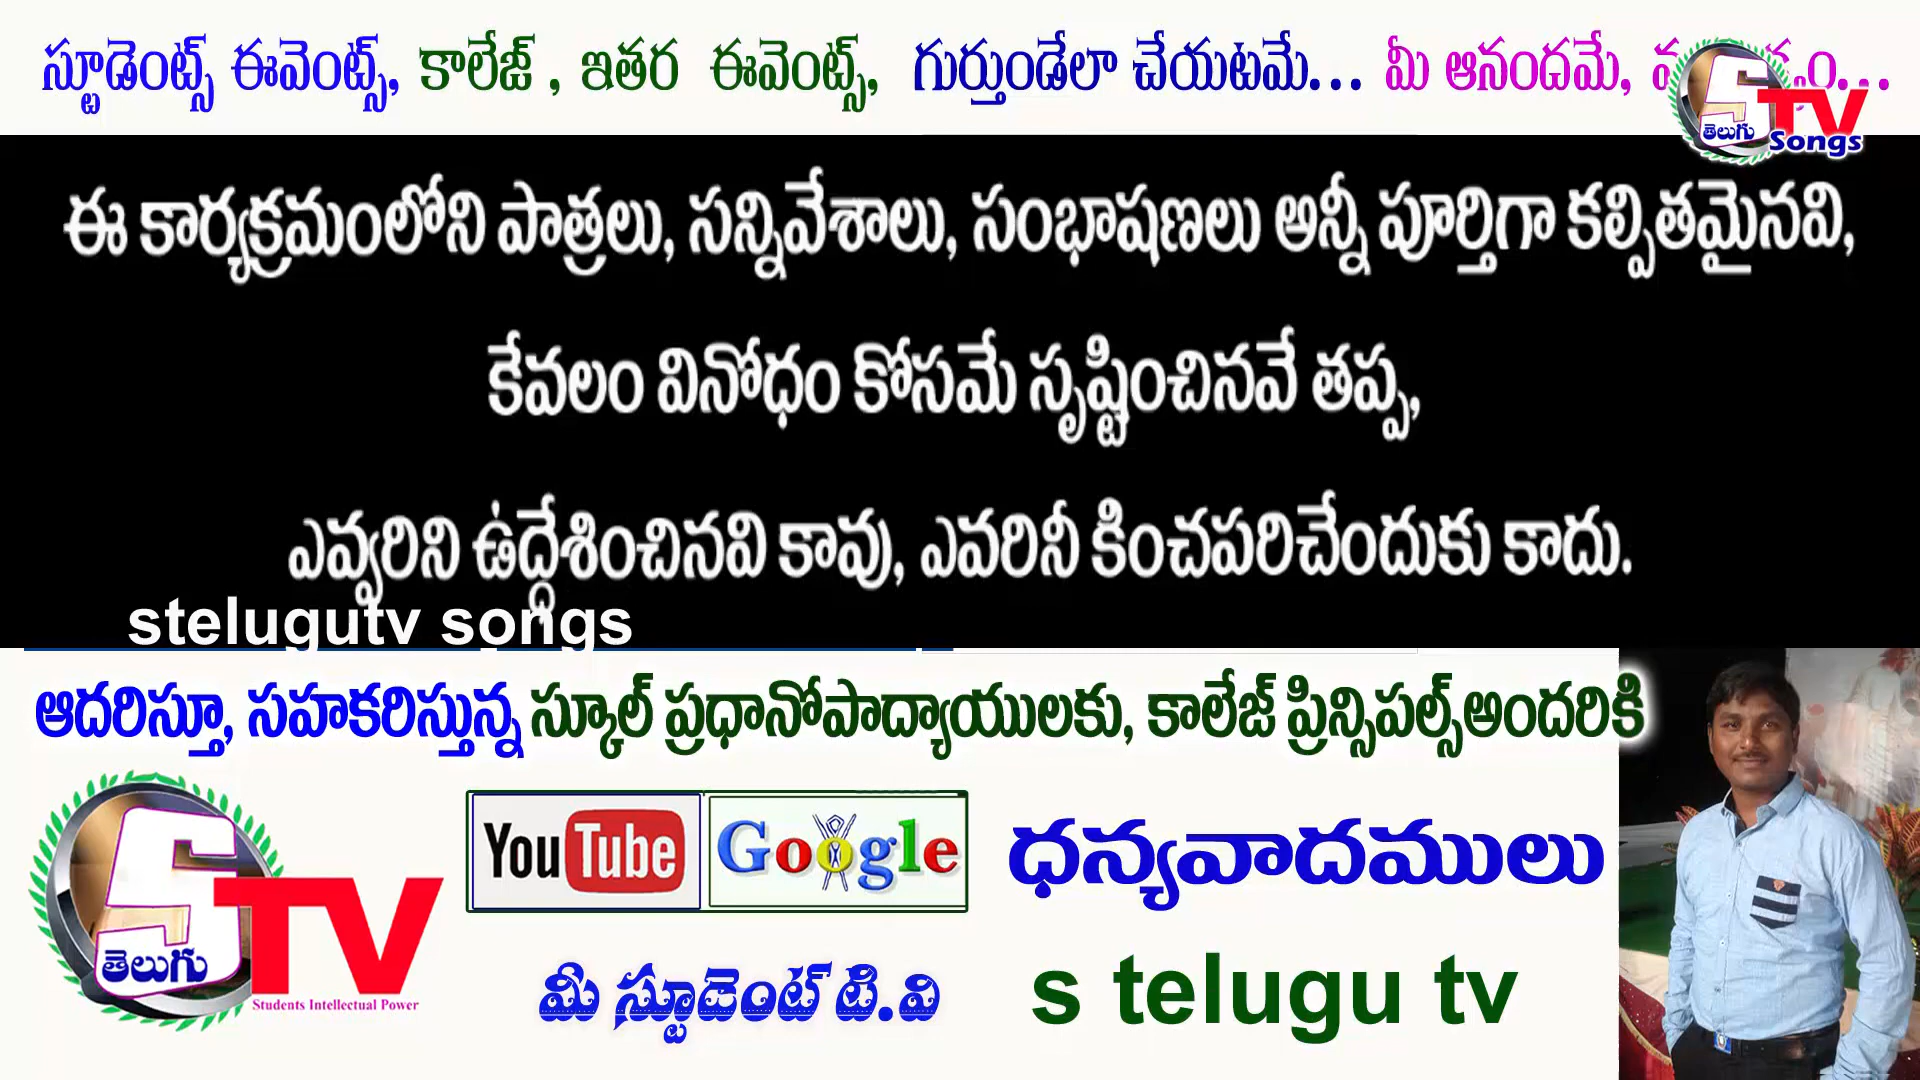 స్టూడెంట్స్ ఈవెంట్స్, కాలేజ్ , ఇతర ఈవెంట్స్, గుర్తుండేలా చేయటమే... మీ ఆనందమే,
S TV
తెలుగు Songs
ఈ కార్యక్రమంలోని పాత్రలు, సన్నివేశాలు, సంభాషణలు అన్నీ పూర్తిగా కల్పితమైనవి,
కేవలం వినోధం కోసమే సృష్టించినవే తప్ప,
ఎవ్వరిని ఉద్ధేశించినవి కావు, ఎవరినీ కించపరిచేందుకు కాదు.
stelugutv songs
ఆదరిస్తూ, సహకరిస్తున్న స్కూల్ ప్రధానోపాద్యాయులకు, కాలేజ్ ప్రిన్సిపల్స్అందరికి
S TV
తెలుగు
Students Intellectual Power
YouTube Google
ధన్యవాదములు
మీ స్టూడెంట్ టి.వి
s telugu tv